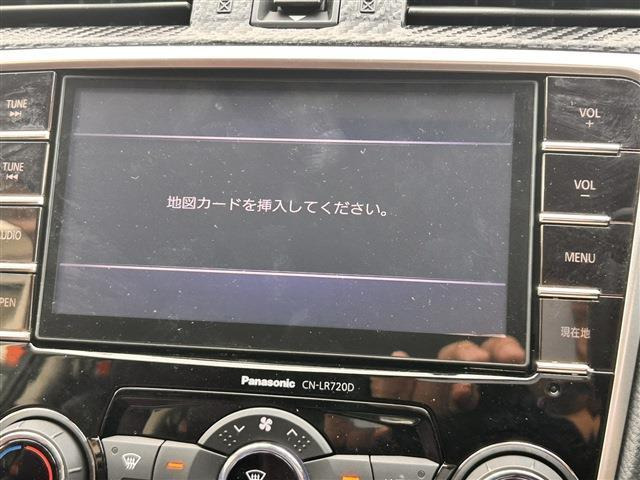 TUNE
VOL
+
TUNE
VOL
−
地図カードを挿入してください。
AUDIO
MENU
OPEN
現在地
Panasonic CN-LR720D